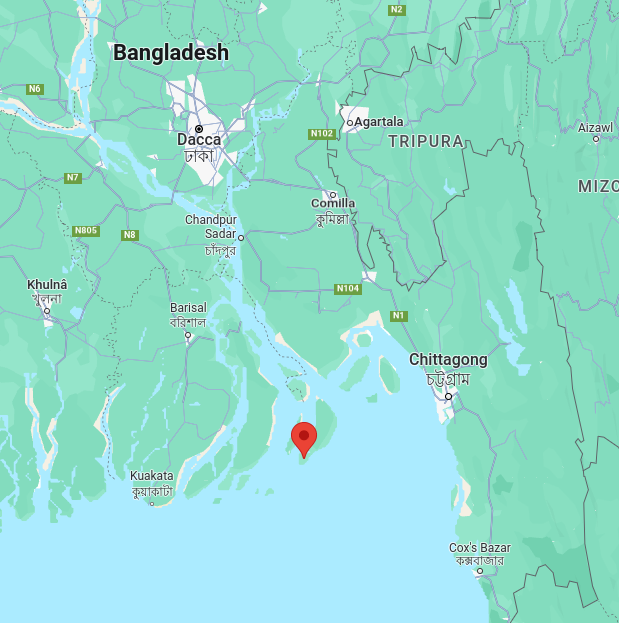 N2
Bangladesh
N6
Agartala
Dacca
ঢাকা
N102
TRIPURA
Aizawl
N7
MIZO
Comilla
কুমিল্লা
Chandpur
Sadar
চাঁদপুর
N805
N8
Khulnâ
খুলনা
N104
Barisal
বরিশাল
N1
Chittagong
চট্টগ্রাম
Kuakata
কুয়াকাটা
Cox's Bazar
কক্সবাজার